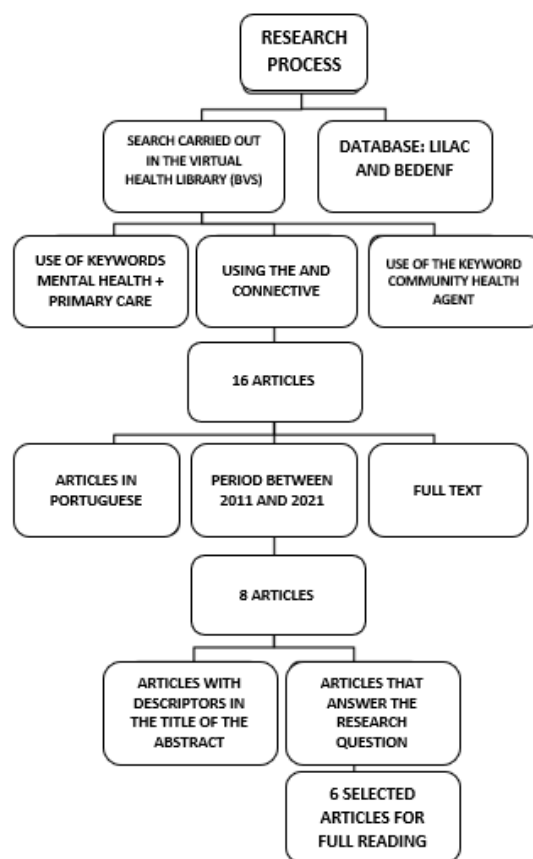 RESEARCH
PROCESS
SEARCH CARRIED OUT
IN THE VIRTUAL
HEALTH LIBRARY (BVS)
DATABASE: LILAC
AND BEDENF
USE OF KEYWORDS
MENTAL HEALTH +
PRIMARY CARE
USING THE AND
CONNECTIVE
USE OF THE KEYWORD
COMMUNITY HEALTH
AGENT
16 ARTICLES
ARTICLES IN
PORTUGUESE
PERIOD BETWEEN
2011 AND 2021
FULL TEXT
8 ARTICLES
ARTICLES WITH
DESCRIPTORS IN
THE TITLE OF THE
ABSTRACT
ARTICLES THAT
ANSWER THE
RESEARCH
QUESTION
6 SELECTED
ARTICLES FOR
FULL READING